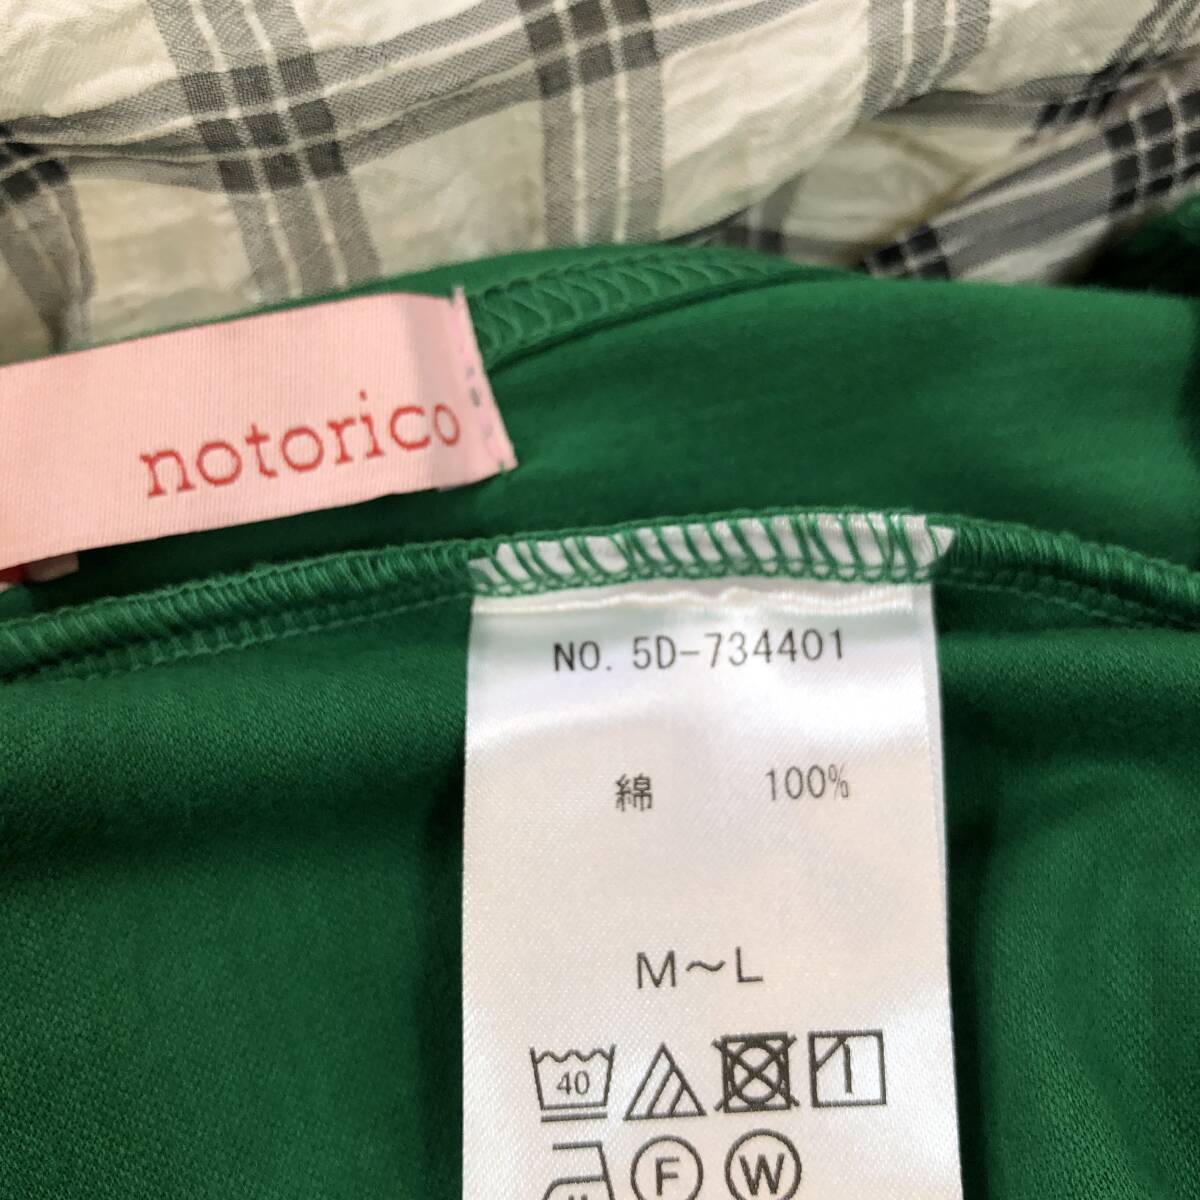 notorico
NO. 5D-734401
綿 100%
M～L
40
F W